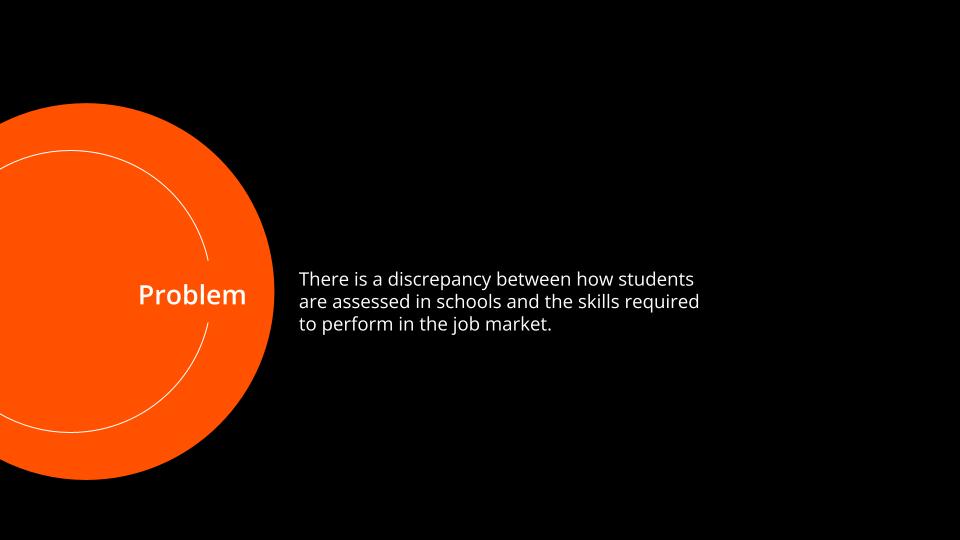 Problem
There is a discrepancy between how students
are assessed in schools and the skills required
to perform in the job market.